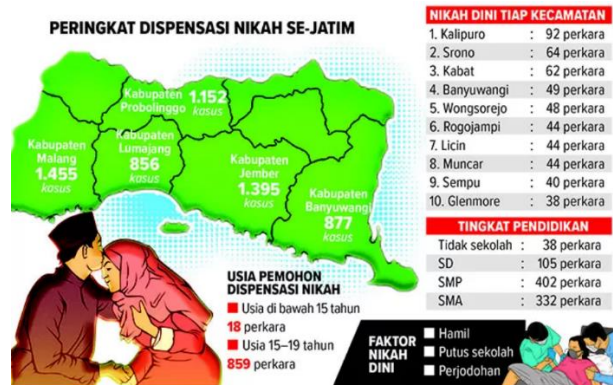 PERINGKAT DISPENSASI NIKAH SE-JATIM
Kabupaten
Probolinggo
1.152
kasus
Kabupaten
Malang
1.455
kasus
Kabupaten
Lumajang
856
kasus
Kabupaten
Jember
1.395
kasus
Kabupaten
Banyuwangi
877
kasus
USIA PEMOHON
DISPENSASI NIKAH
Usia di bawah 15 tahun
18 perkara
Usia 15–19 tahun
859 perkara
NIKAH DINI TIAP KECAMATAN
1. Kalipuro : 92 perkara
2. Srono : 64 perkara
3. Kabat : 62 perkara
4. Banyuwangi : 49 perkara
5. Wongsorejo : 48 perkara
6. Rogojampi : 44 perkara
7. Licin : 44 perkara
8. Muncar : 44 perkara
9. Sempu : 40 perkara
10. Glenmore : 38 perkara
TINGKAT PENDIDIKAN
Tidak sekolah : 38 perkara
SD : 105 perkara
SMP : 402 perkara
SMA : 332 perkara
FAKTOR
NIKAH
DINI
Hamil
Putus sekolah
Perjodohan